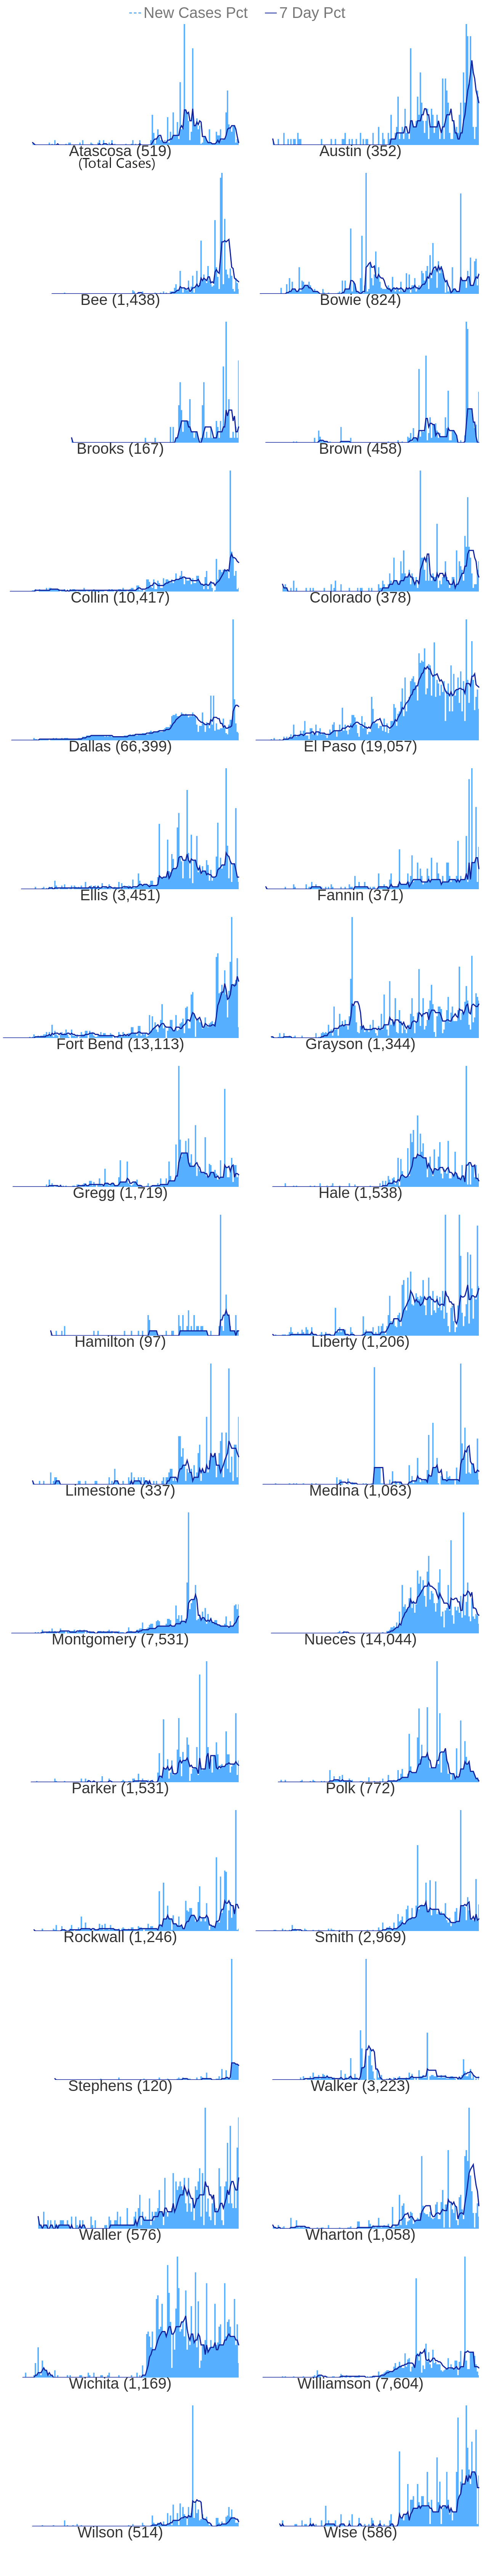 New Cases Pct 7 Day Pct
Atascosa (519) Austin (352)
(Total Cases)
Bee (1,438) Bowie (824)
Brooks (167) Brown (458)
Collin (10,417) Colorado (378)
Dallas (66,399) El Paso (19,057)
Ellis (3,451) Fannin (371)
Fort Bend (13,113) Grayson (1,344)
Gregg (1,719) Hale (1,538)
Hamilton (97) Liberty (1,206)
Limestone (337) Medina (1,063)
Montgomery (7,531) Nueces (14,044)
Parker (1,531) Polk (772)
Rockwall (1,246) Smith (2,969)
Stephens (120) Walker (3,223)
Waller (576) Wharton (1,058)
Wichita (1,169) Williamson (7,604)
Wilson (514) Wise (586)